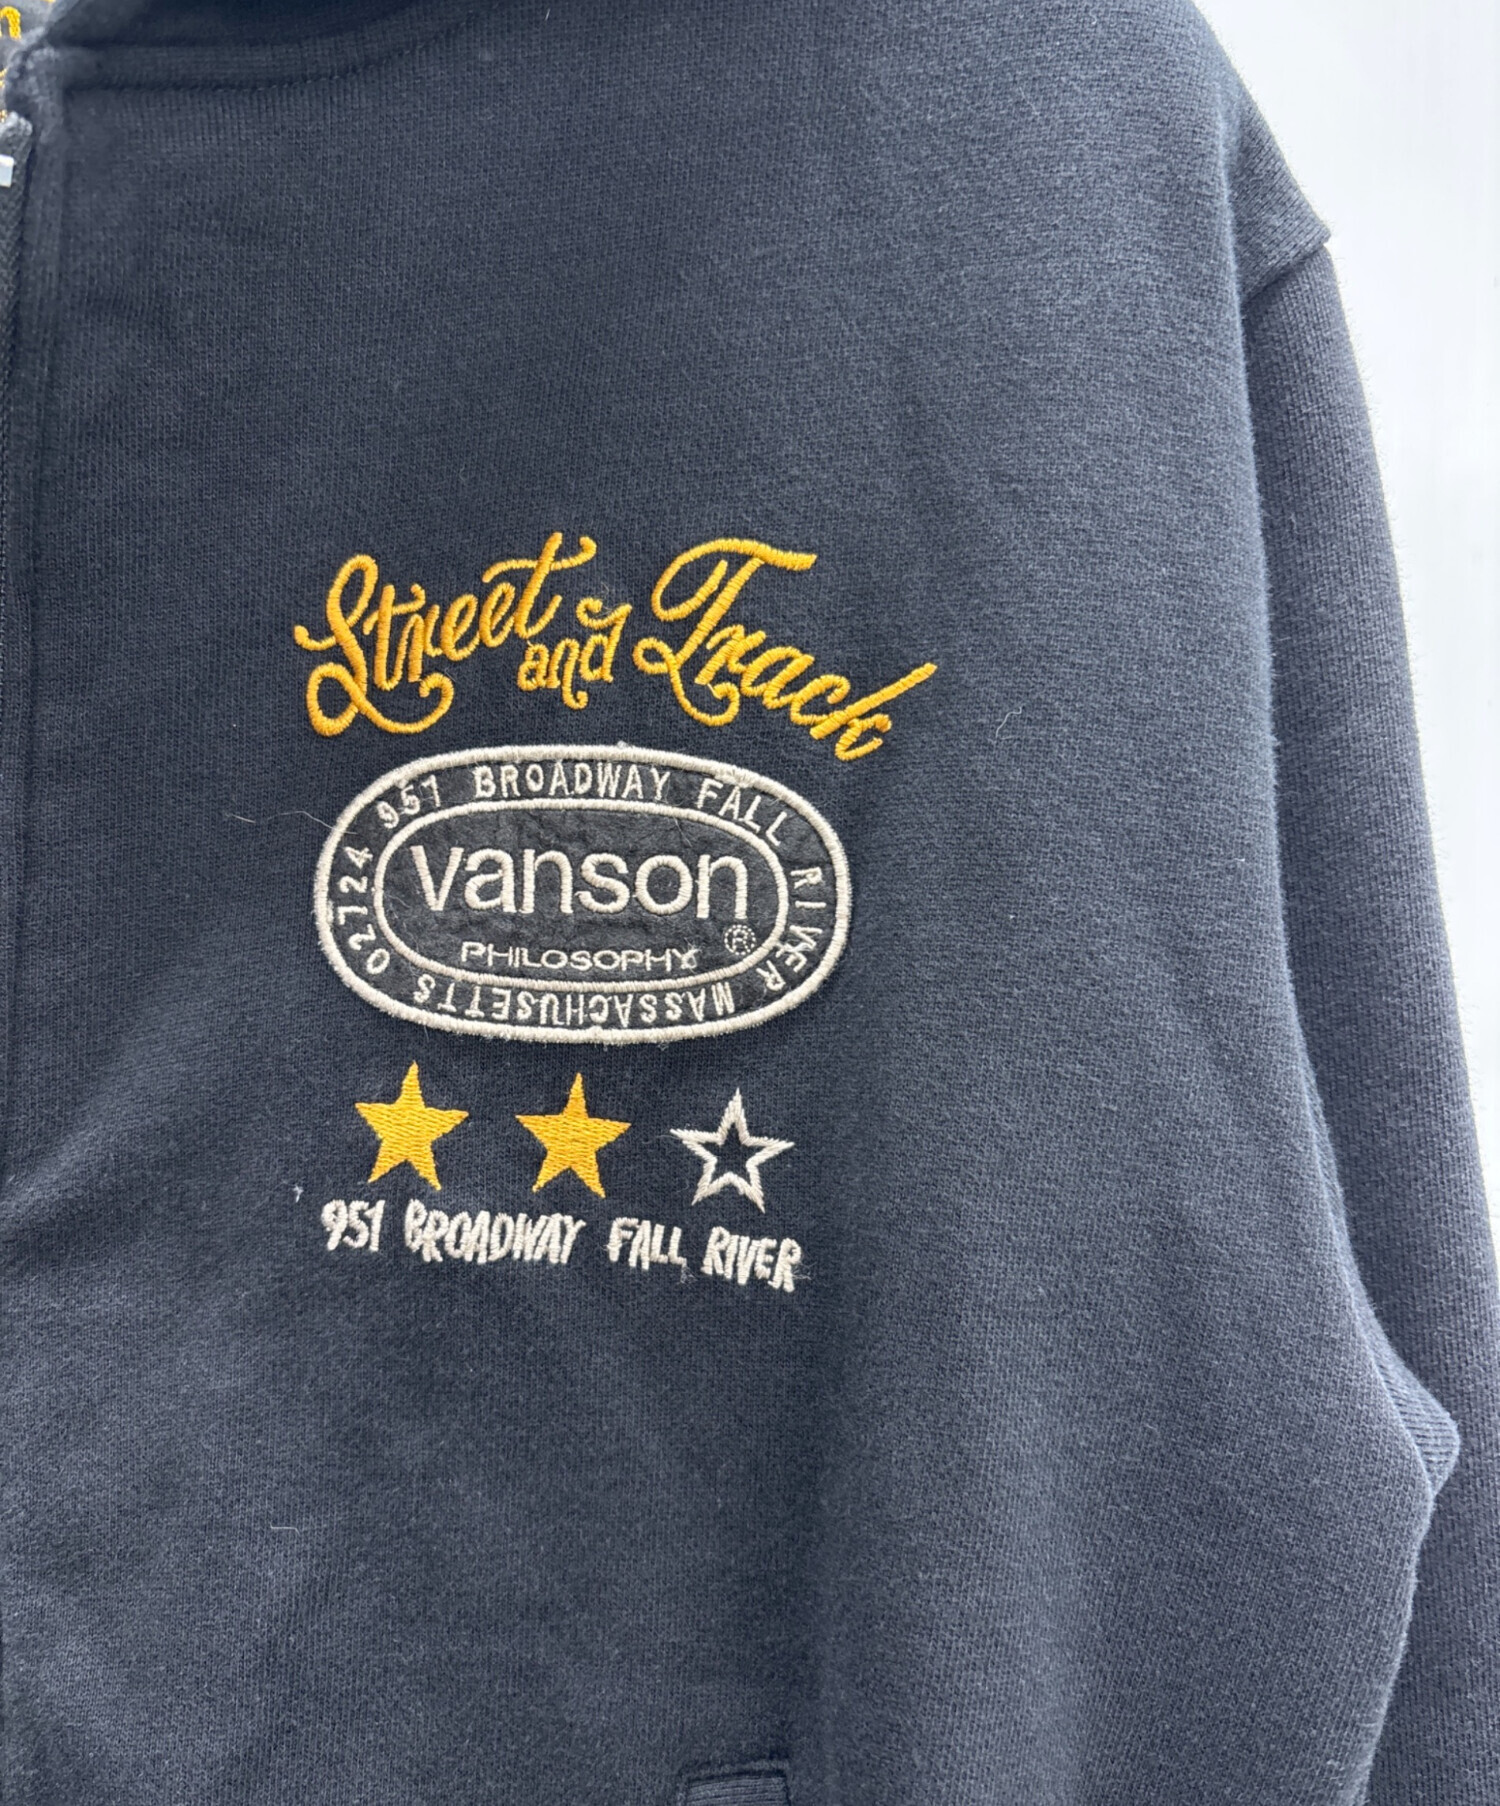 Street and Track
951 BROADWAY FALL RIVER MASSACHUSETTS 02724
vanson
PHILOSOPHY ®
951 BROADWAY FALL RIVER